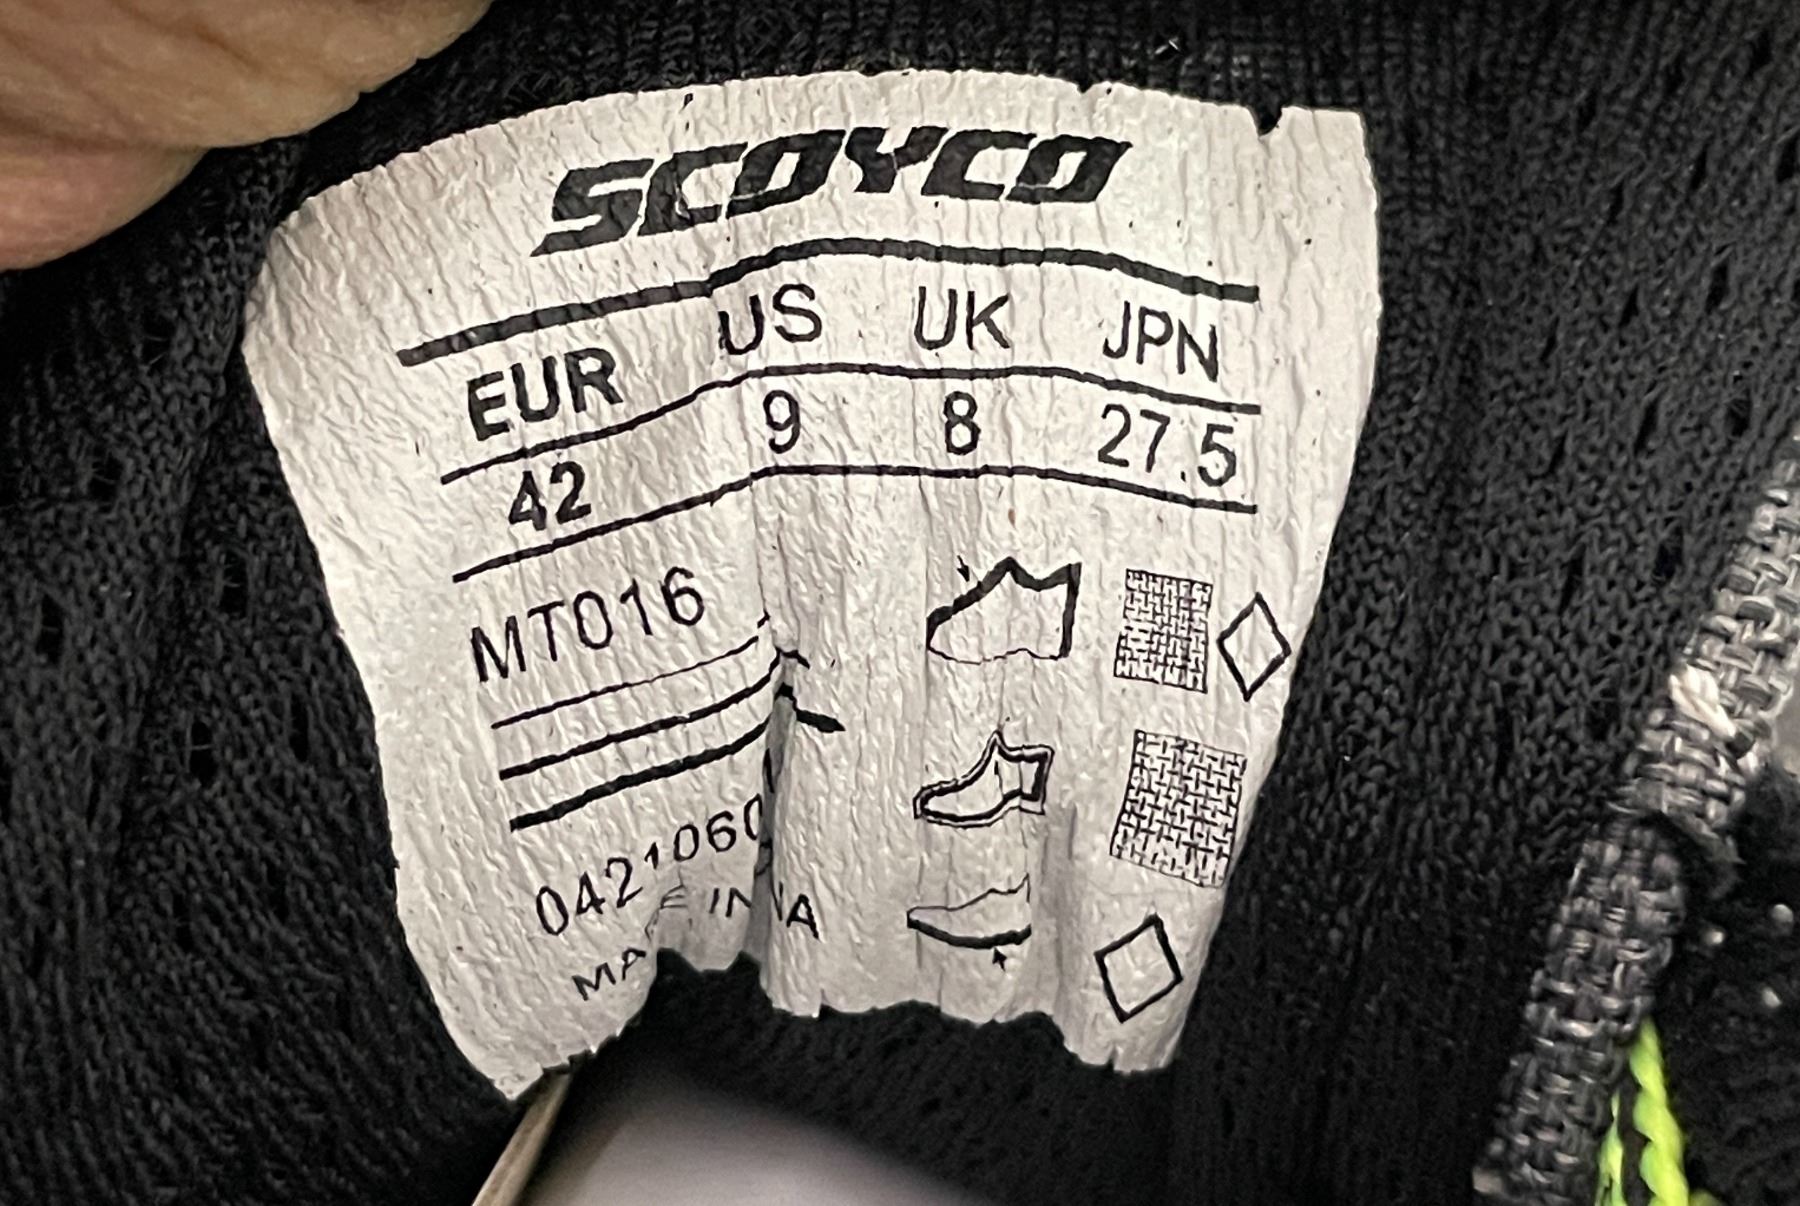 SCOYCO
EUR US UK JPN
42 9 8 27.5
MT016
0421060